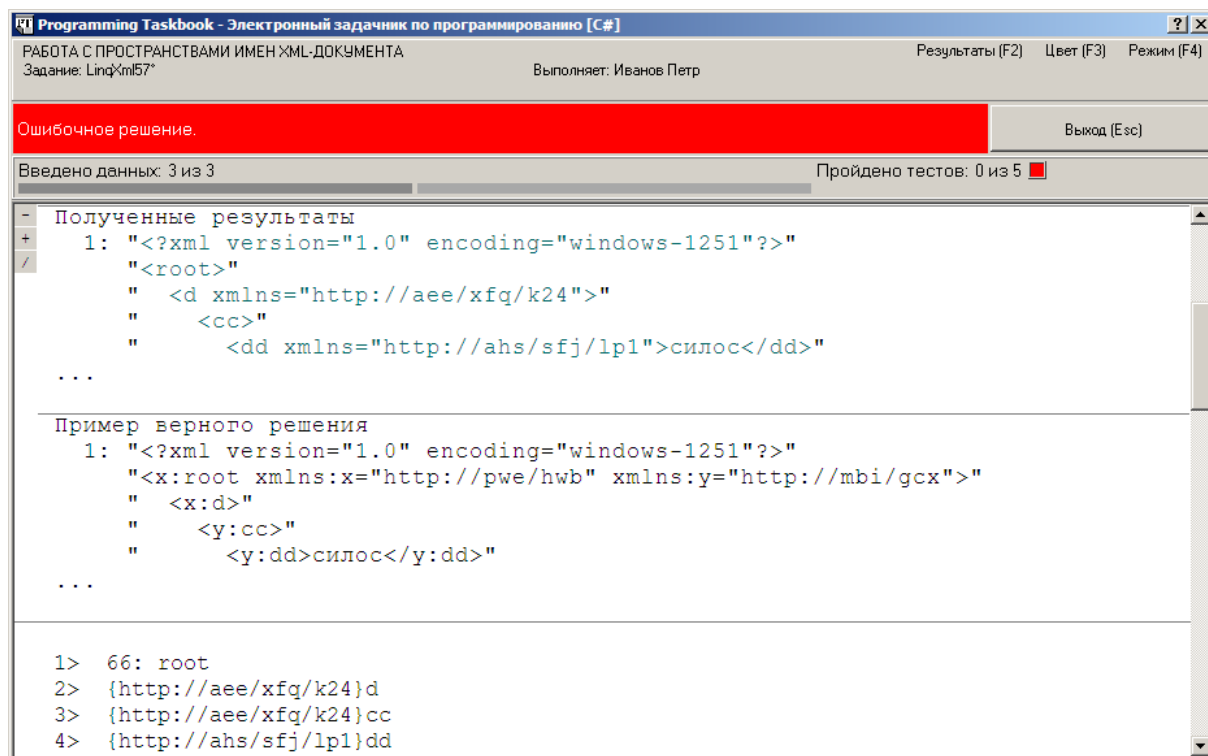 Programming Taskbook - Электронный задачник по программированию [C#]
РАБОТА С ПРОСТРАНСТВАМИ ИМЕН XML-ДОКУМЕНТА
Результаты (F2) Цвет (F3) Режим (F4)
Задание: LinqXml57°
Выполняет: Иванов Петр
Ошибочное решение.
Выход (Esc)
Введено данных: 3 из 3
Пройдено тестов: 0 из 5
Полученные результаты
1: "<?xml version="1.0" encoding="windows-1251"?>"
"<root>"
"  <d xmlns="http://aee/xfq/k24">"
"    <cc>"
"      <dd xmlns="http://ahs/sfj/lp1">силос</dd>"
...
Пример верного решения
1: "<?xml version="1.0" encoding="windows-1251"?>"
"<x:root xmlns:x="http://pwe/hwb" xmlns:y="http://mbi/gcx">"
"  <x:d>"
"    <y:cc>"
"      <y:dd>силос</y:dd>"
...
1> 66: root
2> {http://aee/xfq/k24}d
3> {http://aee/xfq/k24}cc
4> {http://ahs/sfj/lp1}dd